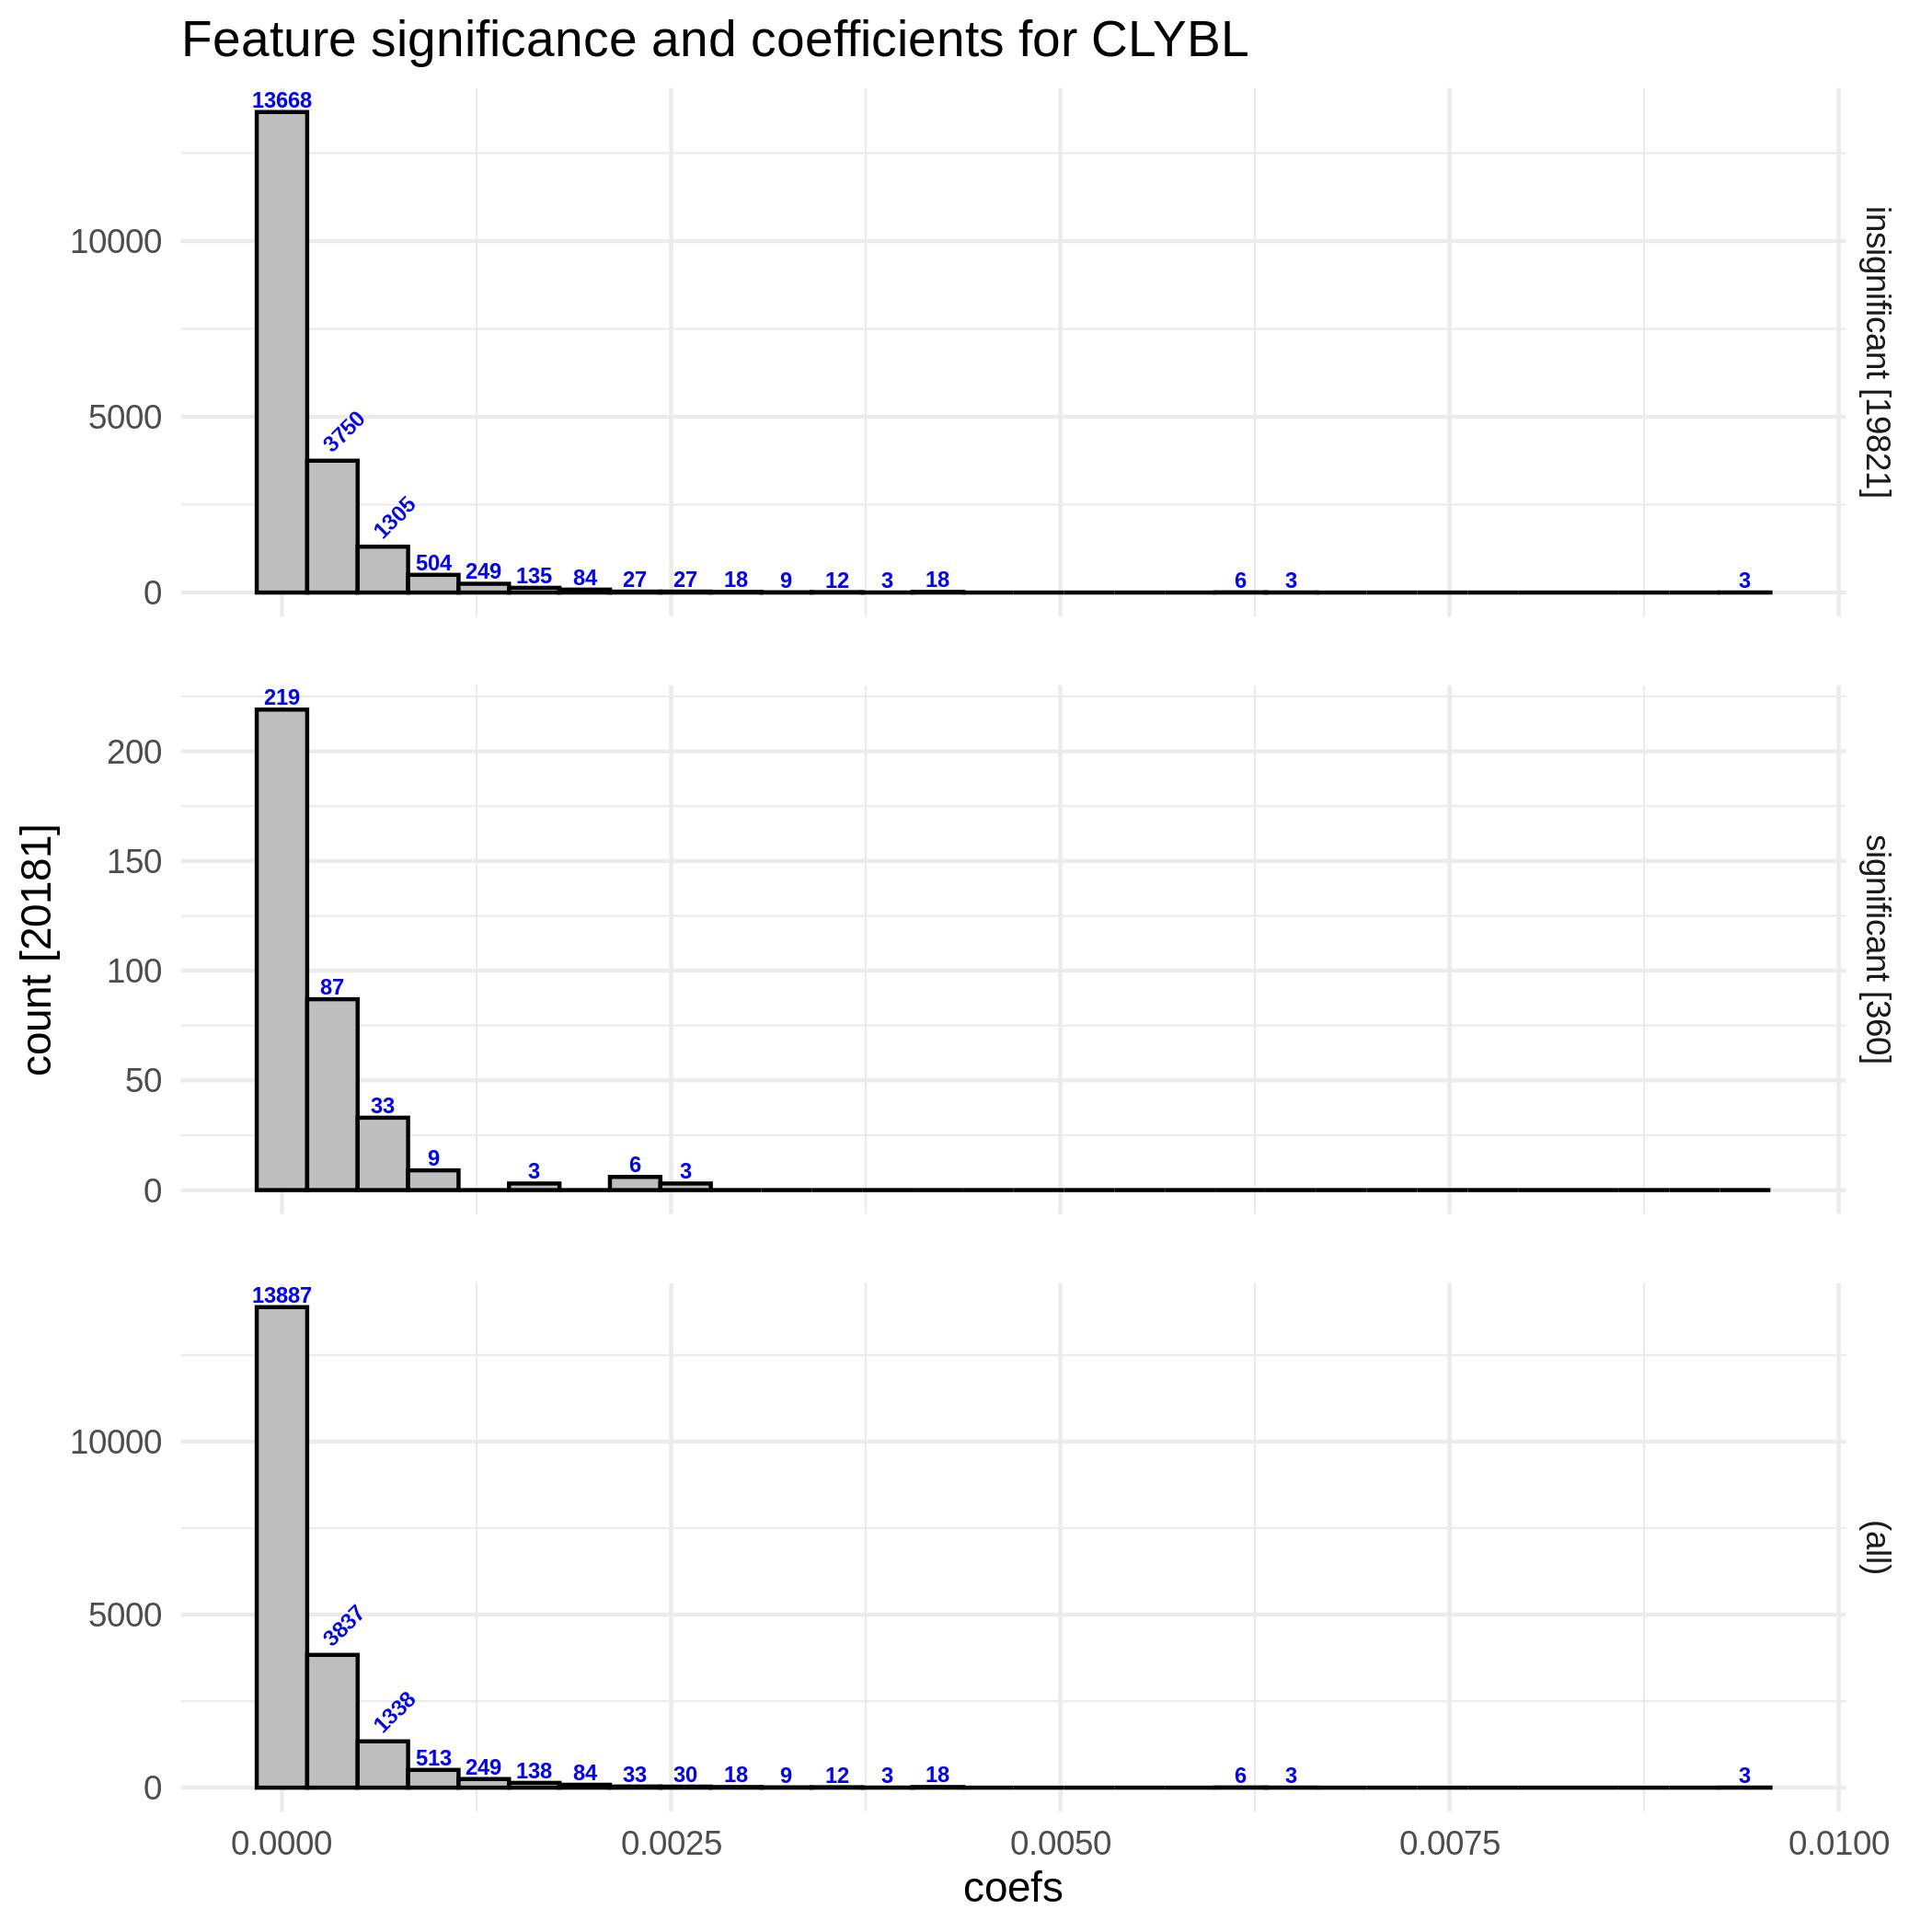 Feature significance and coefficients for CLYBL
13668
3750
1305
504 249 135 84 27 27 18 9 12 3 18 6 3 3
10000
5000
0
insignificant [19821]
219
87
33
9 3 6 3
200
150
100
50
0
significant [360]
count [20181]
13887
3837
1338
513 249 138 84 33 30 18 9 12 3 18 6 3 3
10000
5000
0
(all)
0.0000 0.0025 0.0050 0.0075 0.0100
coefs